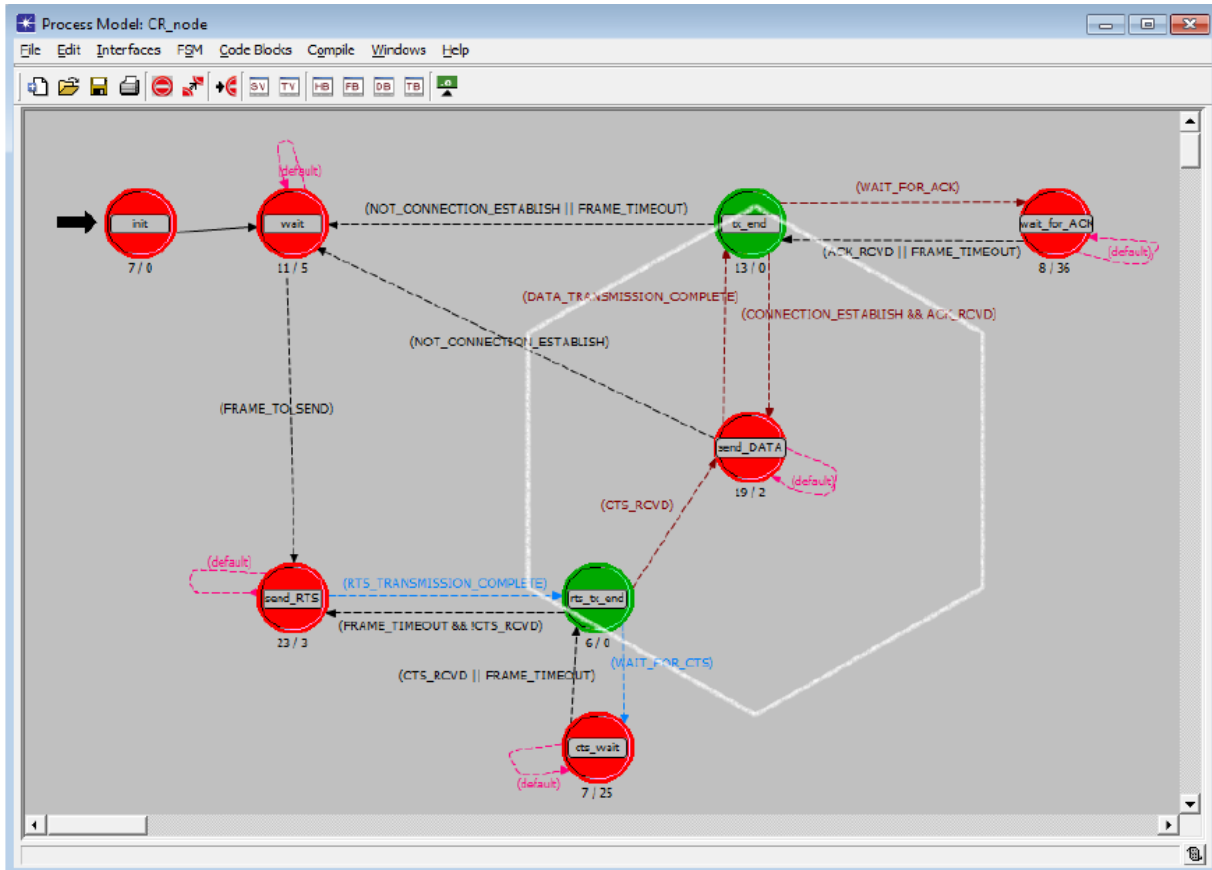 Process Model: CR_node
File Edit Interfaces FSM Code Blocks Compile Windows Help
SV TV HB FB DB TB
(default)
(WAIT_FOR_ACK)
(NOT_CONNECTION_ESTABLISH || FRAME_TIMEOUT)
init
wait
tx_end
wait_for_ACK
(ACK_RCVD || FRAME_TIMEOUT)
(default)
7 / 0
11 / 5
13 / 0
8 / 36
(DATA_TRANSMISSION_COMPLETE)
(CONNECTION_ESTABLISH && ACK_RCVD)
(NOT_CONNECTION_ESTABLISH)
(FRAME_TO_SEND)
send_DATA
(default)
19 / 2
(CTS_RCVD)
(default)
(RTS_TRANSMISSION_COMPLETE)
send_RTS
rts_tx_end
(FRAME_TIMEOUT && !CTS_RCVD)
23 / 3
6 / 0
(WAIT_FOR_CTS)
(CTS_RCVD || FRAME_TIMEOUT)
cts_wait
(default)
7 / 25